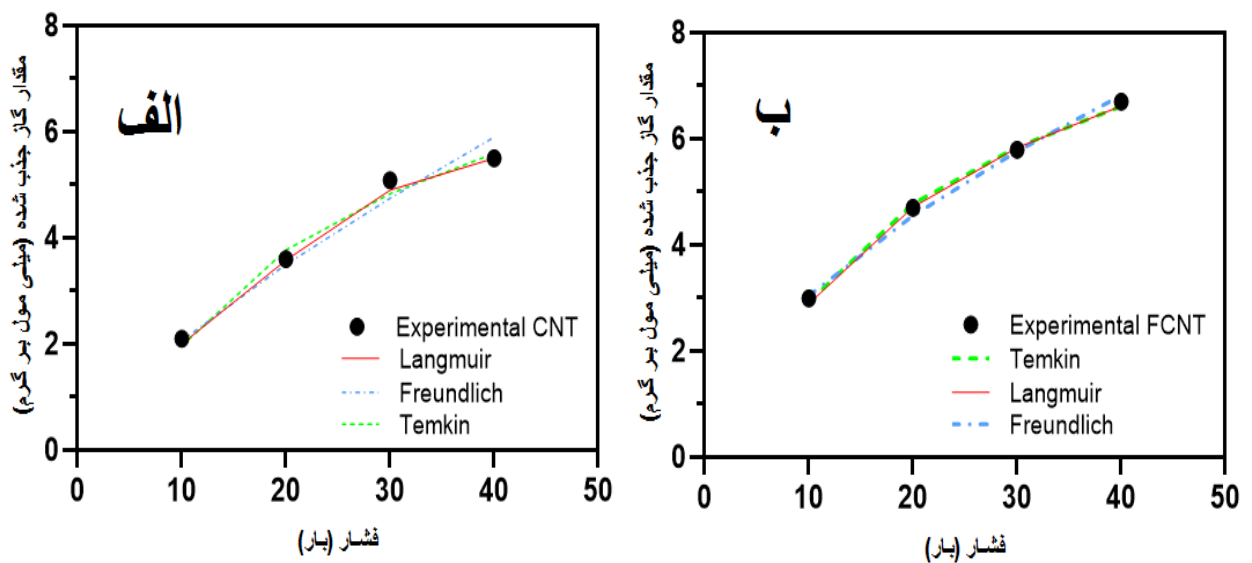 مقدار گاز جذب شده (میلی مول بر گرم)
8
6
4
2
0
الف
Experimental CNT
Langmuir
Freundlich
Temkin
0 10 20 30 40 50
فشار (بار)
مقدار گاز جذب شده (میلی مول بر گرم)
8
6
4
2
0
ب
Experimental FCNT
Temkin
Langmuir
Freundlich
0 10 20 30 40 50
فشار (بار)